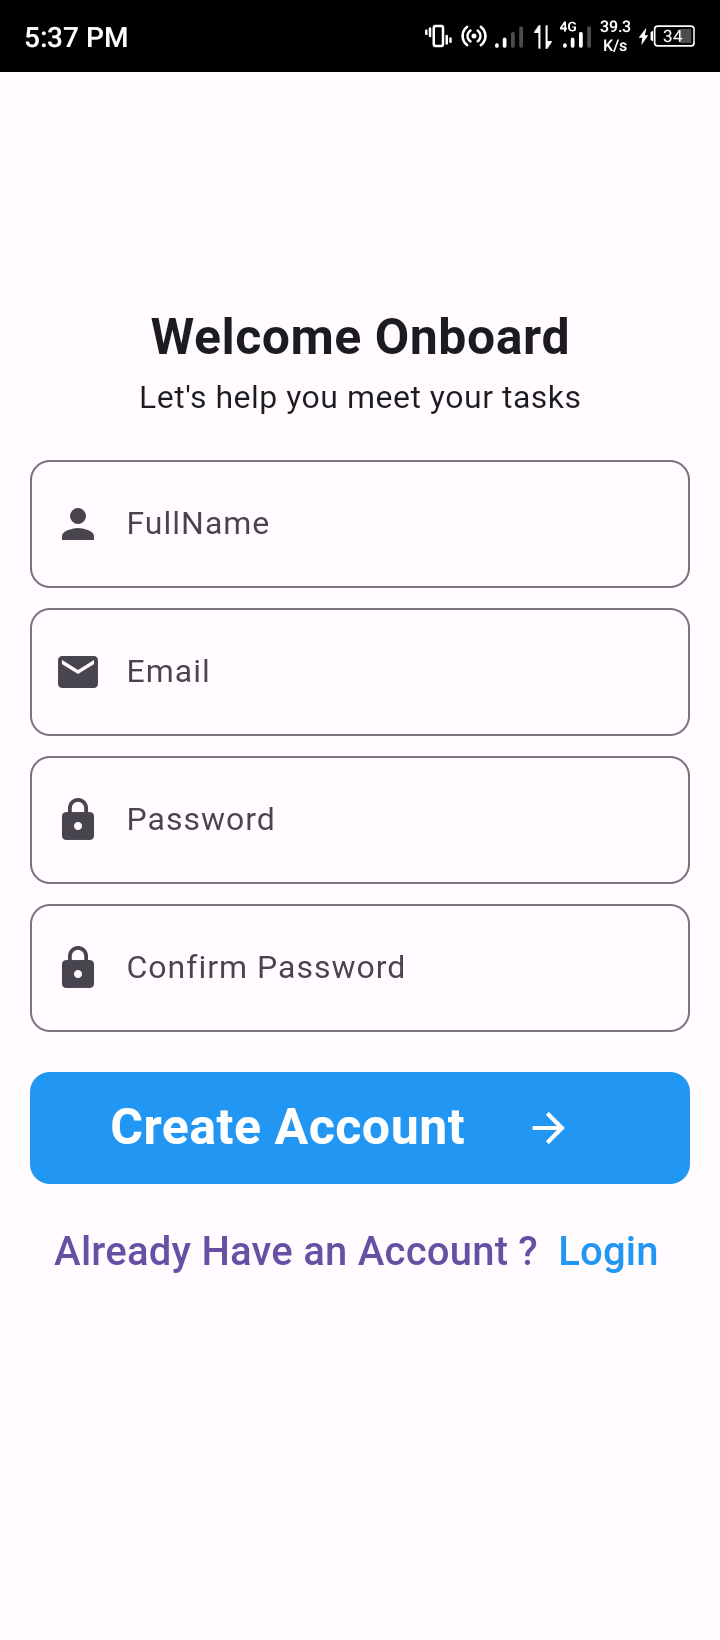 5:37 PM
4G
39.3
K/s
34
Welcome Onboard
Let's help you meet your tasks
FullName
Email
Password
Confirm Password
Create Account
Already Have an Account ? Login